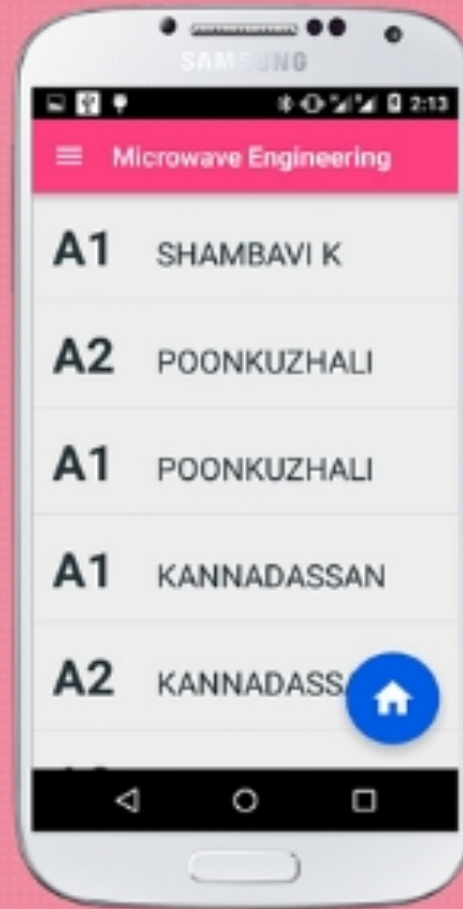 SAMSUNG
2:13
Microwave Engineering
A1 SHAMBAVI K
A2 POONKUZHALI
A1 POONKUZHALI
A1 KANNADASSAN
A2 KANNADASS